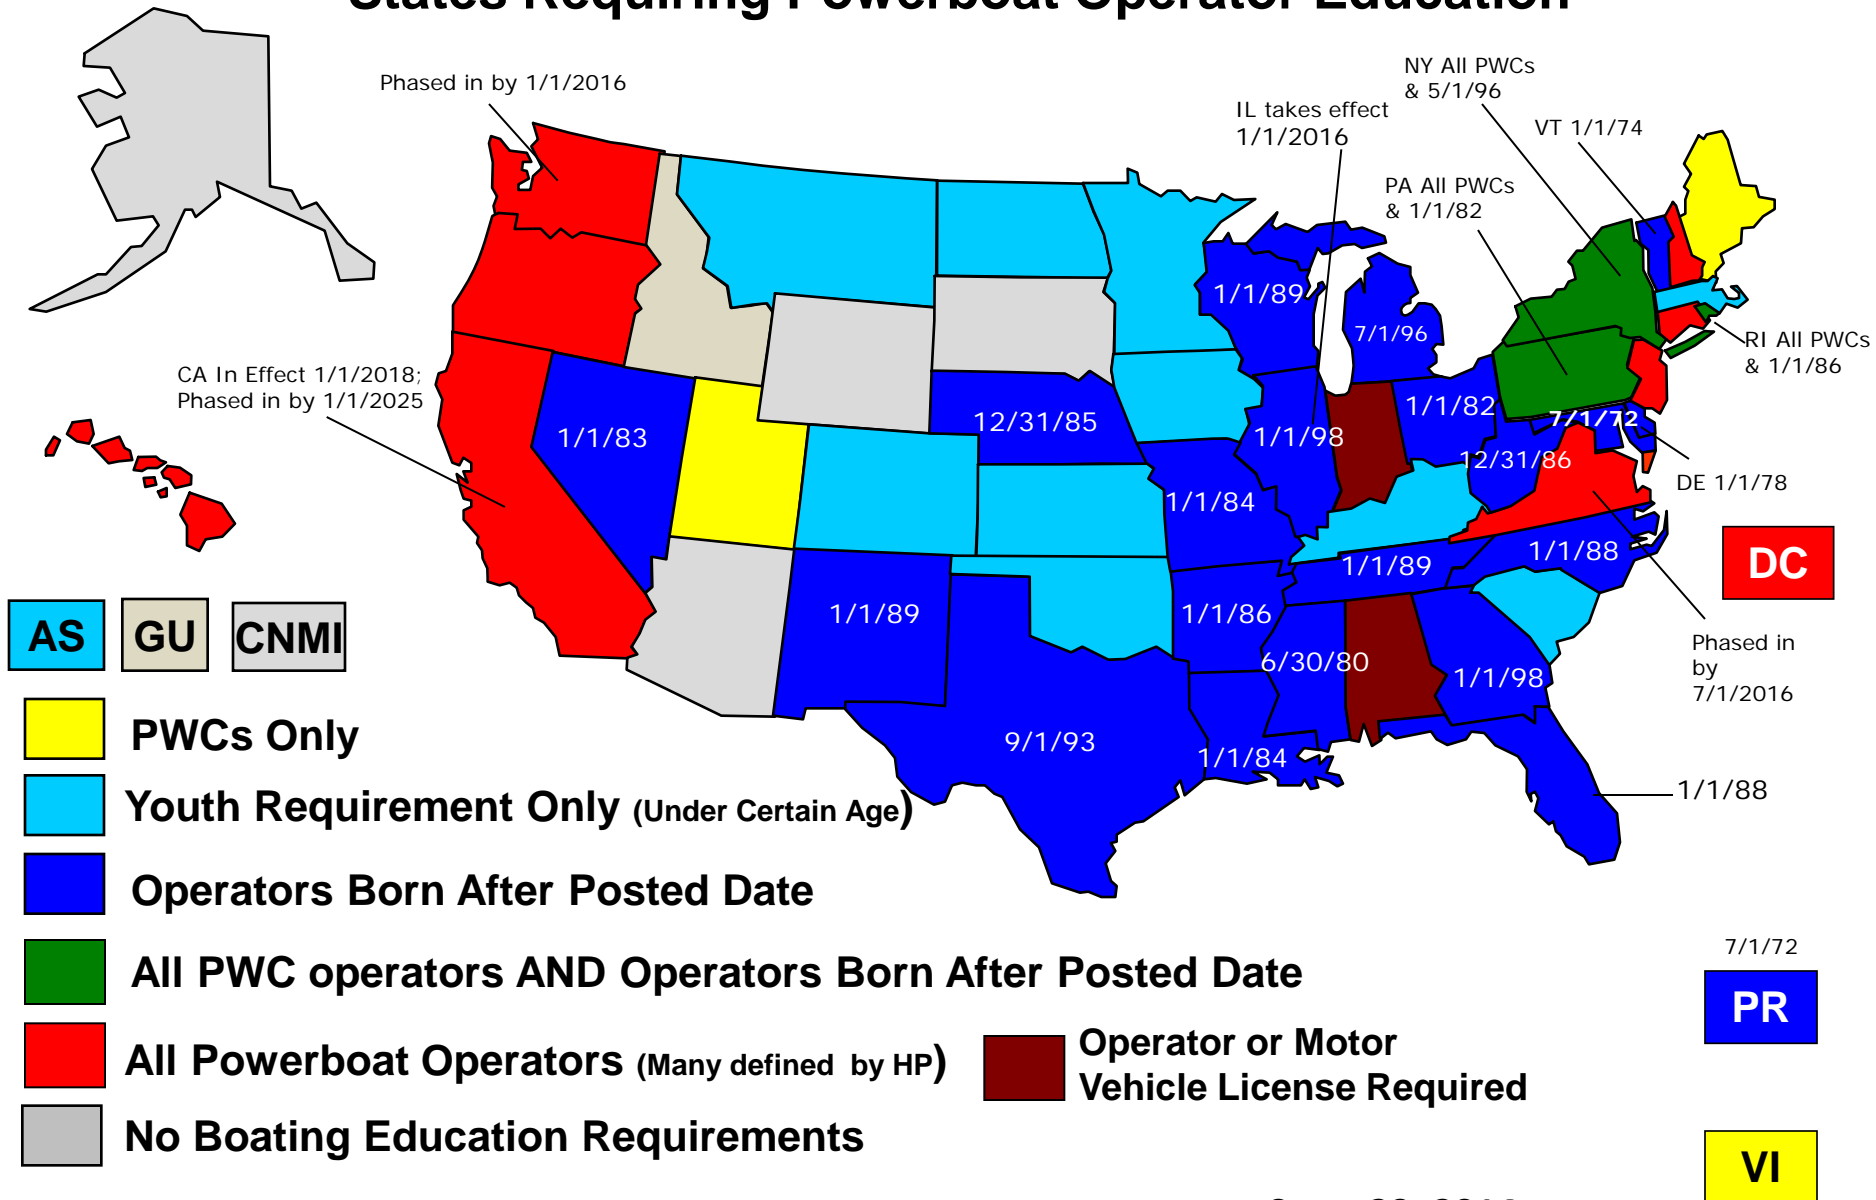 States Requiring Powerboat Operator Education
Phased in by 1/1/2016
NY All PWCs
& 5/1/96
IL takes effect
1/1/2016
VT 1/1/74
PA All PWCs
& 1/1/82
RI All PWCs
& 1/1/86
CA In Effect 1/1/2018;
Phased in by 1/1/2025
1/1/89
7/1/96
1/1/83
12/31/85
1/1/98
1/1/82
7/1/72
12/31/86
DE 1/1/78
1/1/84
1/1/89
1/1/88
DC
1/1/89
1/1/86
6/30/80
1/1/98
Phased in
by
7/1/2016
9/1/93
1/1/84
1/1/88
AS
GU
CNMI
PWCs Only
Youth Requirement Only (Under Certain Age)
Operators Born After Posted Date
All PWC operators AND Operators Born After Posted Date
7/1/72
PR
All Powerboat Operators (Many defined by HP)
Operator or Motor
Vehicle License Required
No Boating Education Requirements
VI